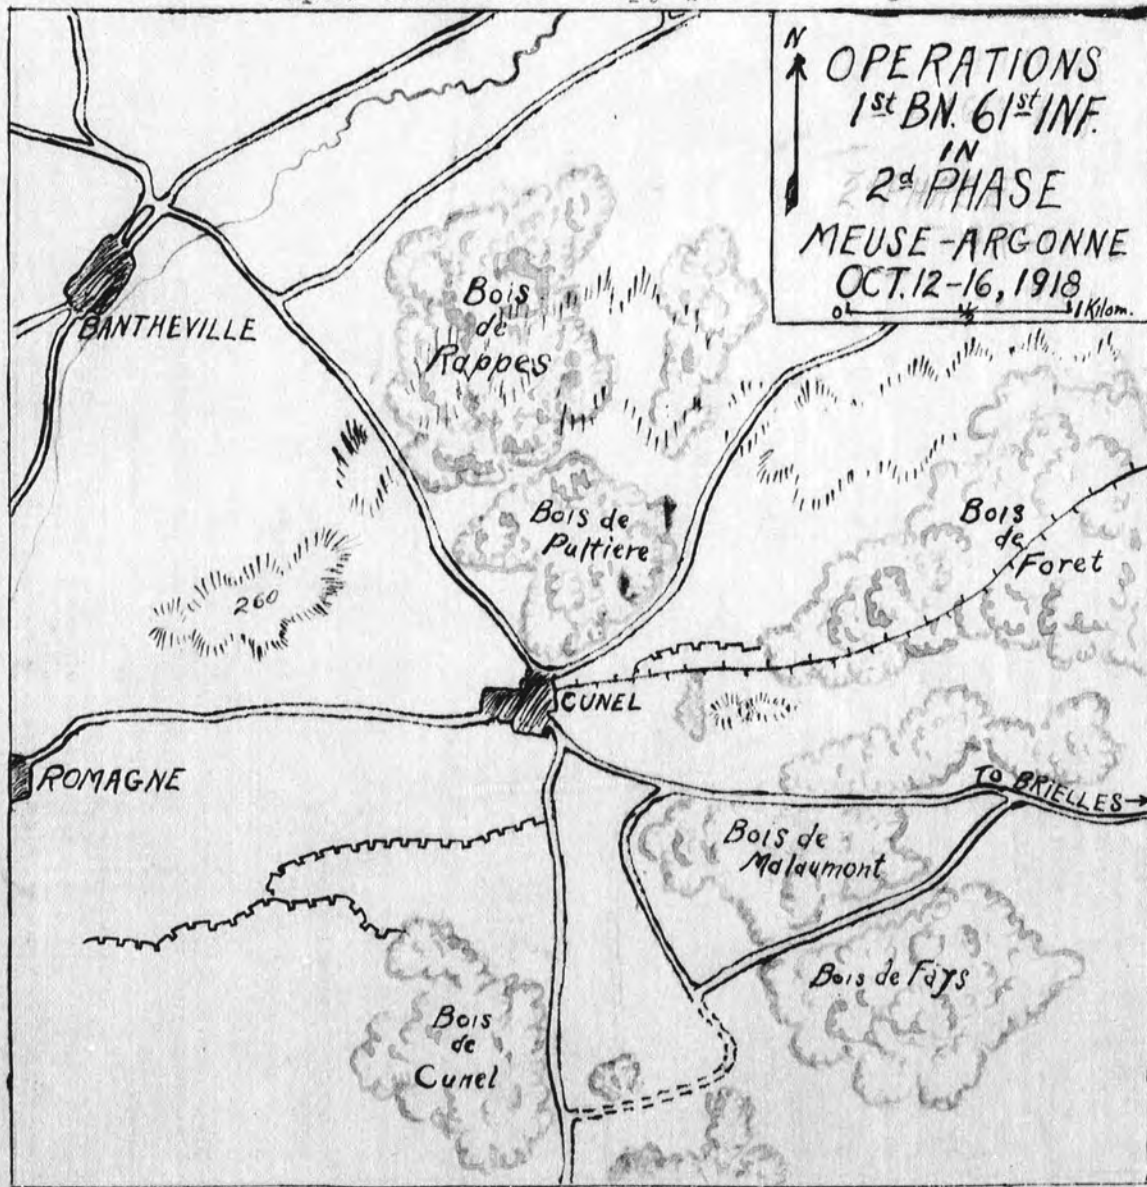 N
OPERATIONS
1st BN. 61st INF.
IN
2d PHASE
MEUSE-ARGONNE
OCT. 12-16, 1918
0 ½ 1 Kilom.
Bois
de
Rappes
BANTHEVILLE
Bois de
Pultiere
Bois
de
Foret
260
CUNEL
ROMAGNE
TO BRIELLES
Bois de
Malaumont
Bois de Fays
Bois
de
Cunel